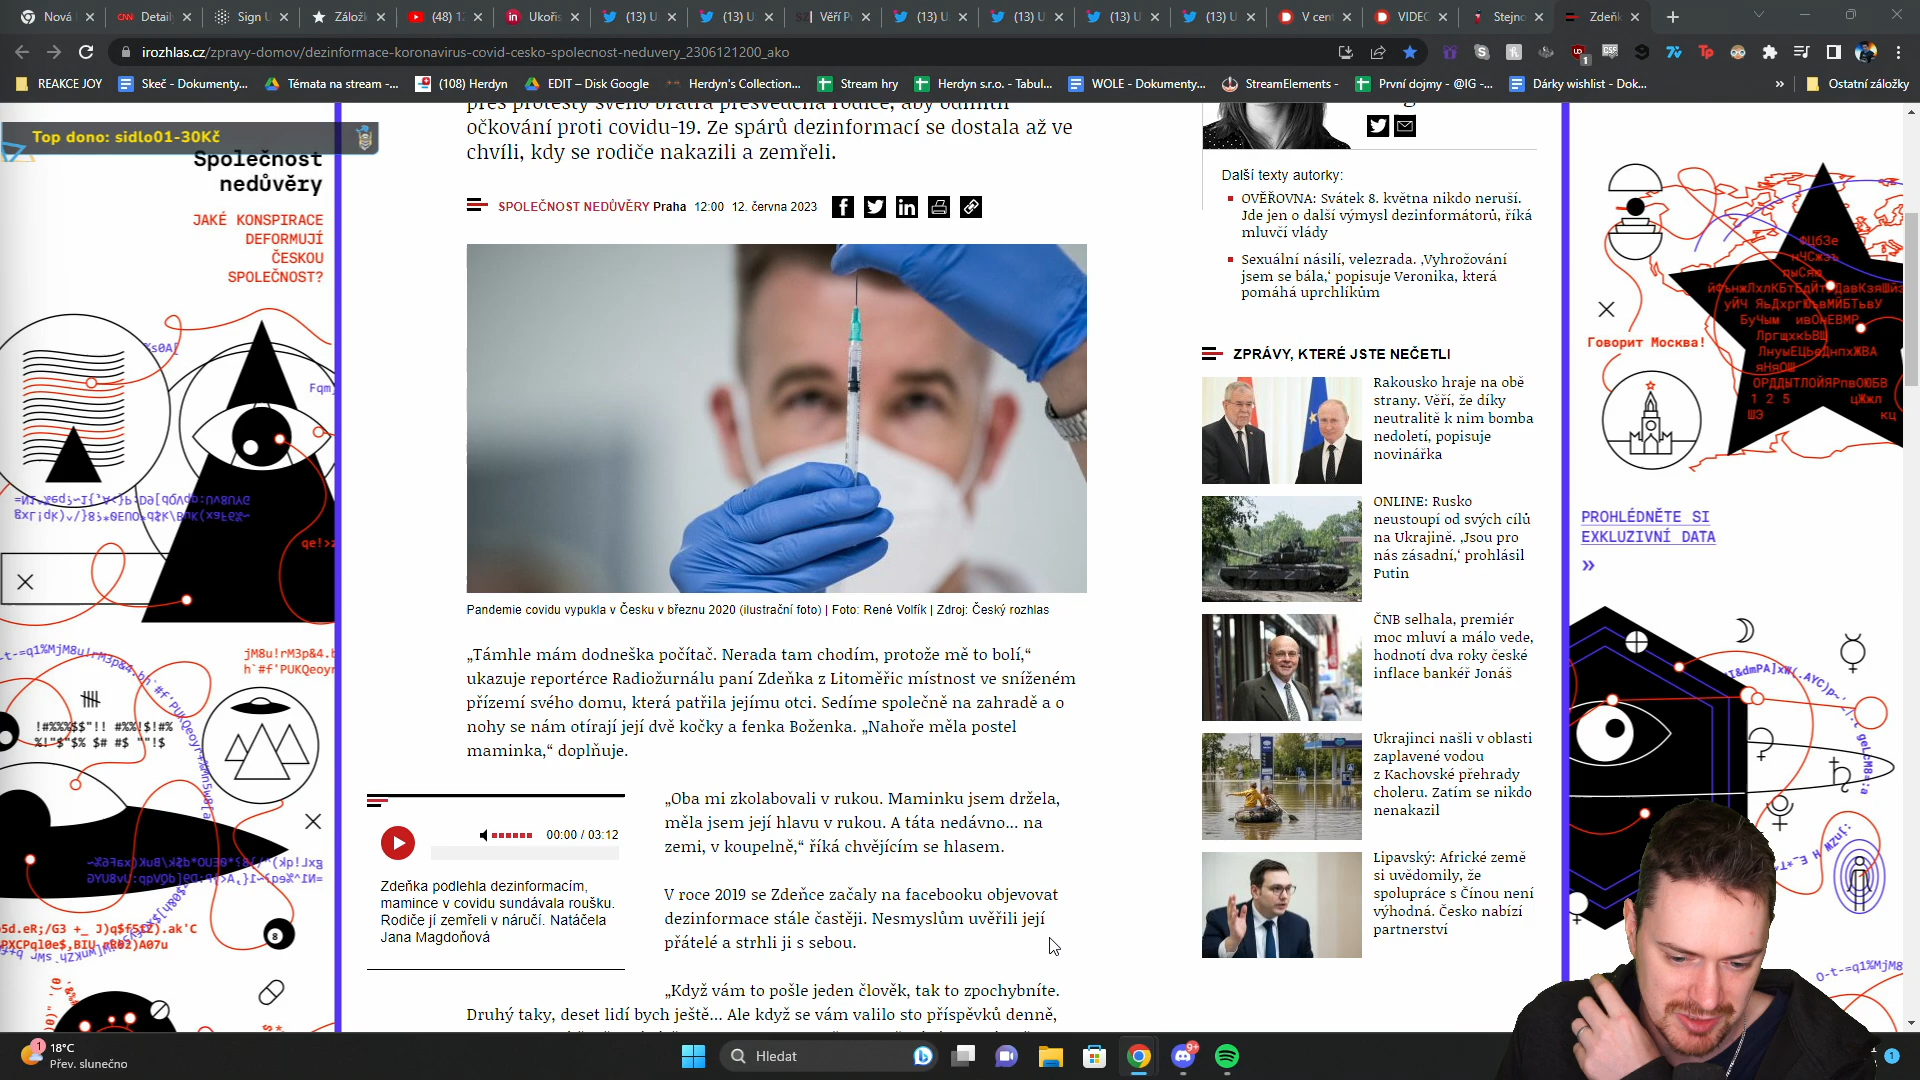 Nová
Detail
Sign U
Zálož
(48) 1
Ukoři
(13) U
(13) U
Věří P
(13) U
(13) U
(13) U
(13) U
V cen
VIDEO
Stejno
Zdeňk
irozhlas.cz/zpravy-domov/dezinformace-koronavirus-covid-cesko-spolecnost-neduvery_2306121200_ako
REAKCE JOY
Skeč - Dokumenty...
Témata na stream -...
(108) Herdyn
EDIT – Disk Google
Herdyn's Collection...
Stream hry
Herdyn s.r.o. - Tabul...
WOLE - Dokumenty...
StreamElements -
První dojmy - @IG -...
Dárky wishlist - Dok...
»
Ostatní záložky
Top dono: sidlo01-30Kč
Společnost
nedůvěry
JAKÉ KONSPIRACE
DEFORMUJÍ
ČESKOU
SPOLEČNOST?
přes protesty svého bratra přesvědčila rodiče, aby odmítli
očkování proti covidu-19. Ze spárů dezinformací se dostala až ve
chvíli, kdy se rodiče nakazili a zemřeli.
SPOLEČNOST NEDŮVĚRY Praha 12:00 12. června 2023
Pandemie covidu vypukla v Česku v březnu 2020 (ilustrační foto) | Foto: René Volfík | Zdroj: Český rozhlas
„Támhle mám dodneška počítač. Nerada tam chodím, protože mě to bolí,“
ukazuje reportérce Radiožurnálu paní Zdeňka z Litoměřic místnost ve sníženém
přízemí svého domu, která patřila jejímu otci. Sedíme společně na zahradě a o
nohy se nám otírají její dvě kočky a fenka Boženka. „Nahoře měla postel
maminka,“ doplňuje.
00:00 / 03:12
Zdeňka podlehla dezinformacím,
mamince v covidu sundávala roušku.
Rodiče jí zemřeli v náručí. Natáčela
Jana Magdoňová
„Oba mi zkolabovali v rukou. Maminku jsem držela,
měla jsem její hlavu v rukou. A táta nedávno... na
zemi, v koupelně,“ říká chvějícím se hlasem.
V roce 2019 se Zdeňce začaly na facebooku objevovat
dezinformace stále častěji. Nesmyslům uvěřili její
přátelé a strhli ji s sebou.
„Když vám to pošle jeden člověk, tak to zpochybníte.
Druhý taky, deset lidí bych ještě... Ale když se vám valilo sto příspěvků denně,
Další texty autorky:
OVĚŘOVNA: Svátek 8. května nikdo neruší.
Jde jen o další výmysl dezinformátorů, říká
mluvčí vlády
Sexuální násilí, velezrada. ‚Vyhrožování
jsem se bála,‘ popisuje Veronika, která
pomáhá uprchlíkům
ZPRÁVY, KTERÉ JSTE NEČETLI
Rakousko hraje na obě
strany. Věří, že díky
neutralitě k nim bomba
nedoletí, popisuje
novinářka
ONLINE: Rusko
neustoupí od svých cílů
na Ukrajině. ‚Jsou pro
nás zásadní,‘ prohlásil
Putin
ČNB selhala, premiér
moc mluví a málo vede,
hodnotí dva roky české
inflace bankéř Jonáš
Ukrajinci našli v oblasti
zaplavené vodou
z Kachovské přehrady
choleru. Zatím se nikdo
nenakazil
Lipavský: Africké země
si uvědomily, že
spolupráce s Čínou není
výhodná. Česko nabízí
partnerství
Говорит Москва!
PROHLÉDNĚTE SI
EXKLUZIVNÍ DATA
»
18°C
Přev. slunečno
Hledat